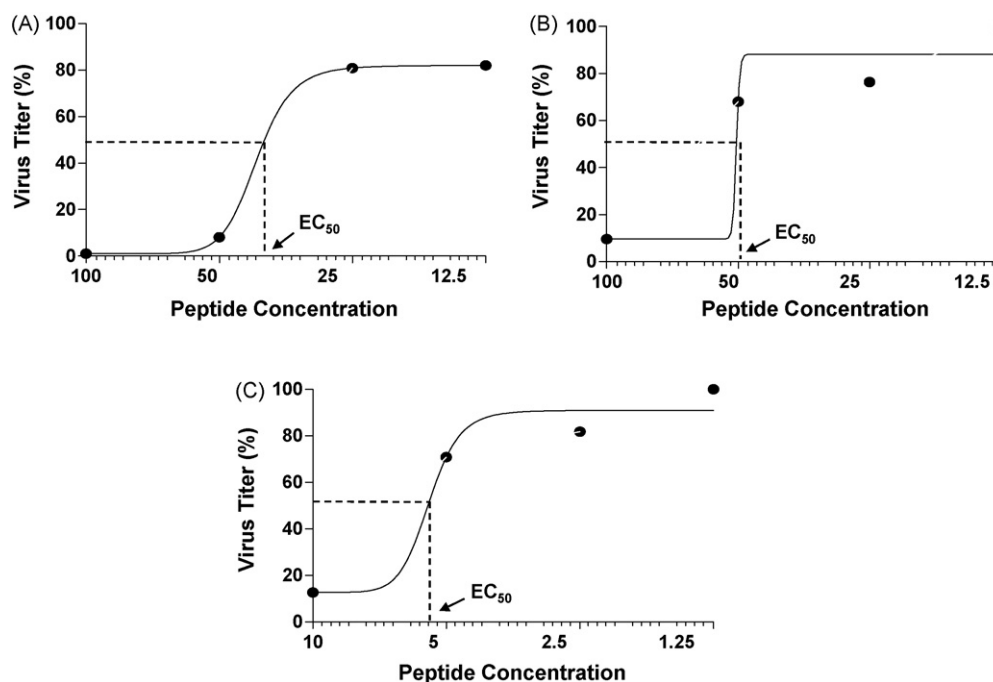 (A)
100
80
60
40
20
0
Virus Titer (%)
EC50
100 50 25 12.5
Peptide Concentration
(B)
100
80
60
40
20
0
Virus Titer (%)
EC50
100 50 25 12.5
Peptide Concentration
(C)
100
80
60
40
20
0
Virus Titer (%)
EC50
10 5 2.5 1.25
Peptide Concentration